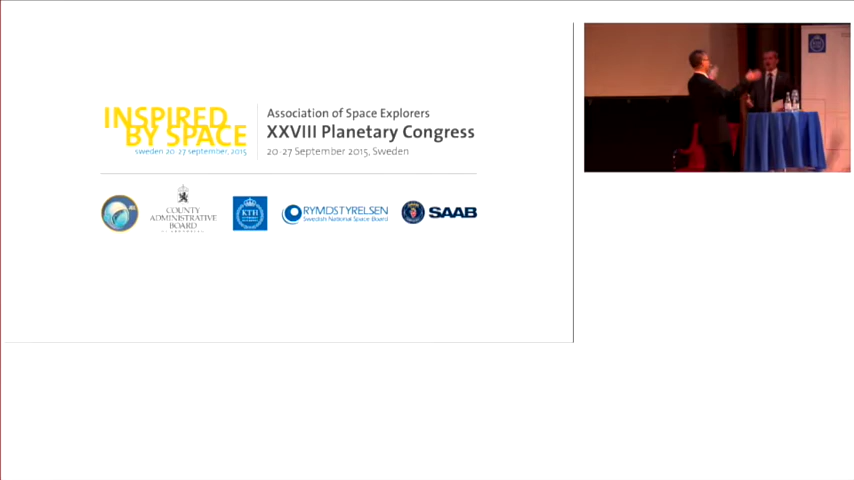 INSPIRED
BY SPACE
sweden 20-27 september, 2015
Association of Space Explorers
XXVIII Planetary Congress
20-27 September 2015, Sweden
COUNTY
ADMINISTRATIVE
BOARD
KTH
RYMDSTYRELSEN
Swedish National Space Board
SAAB